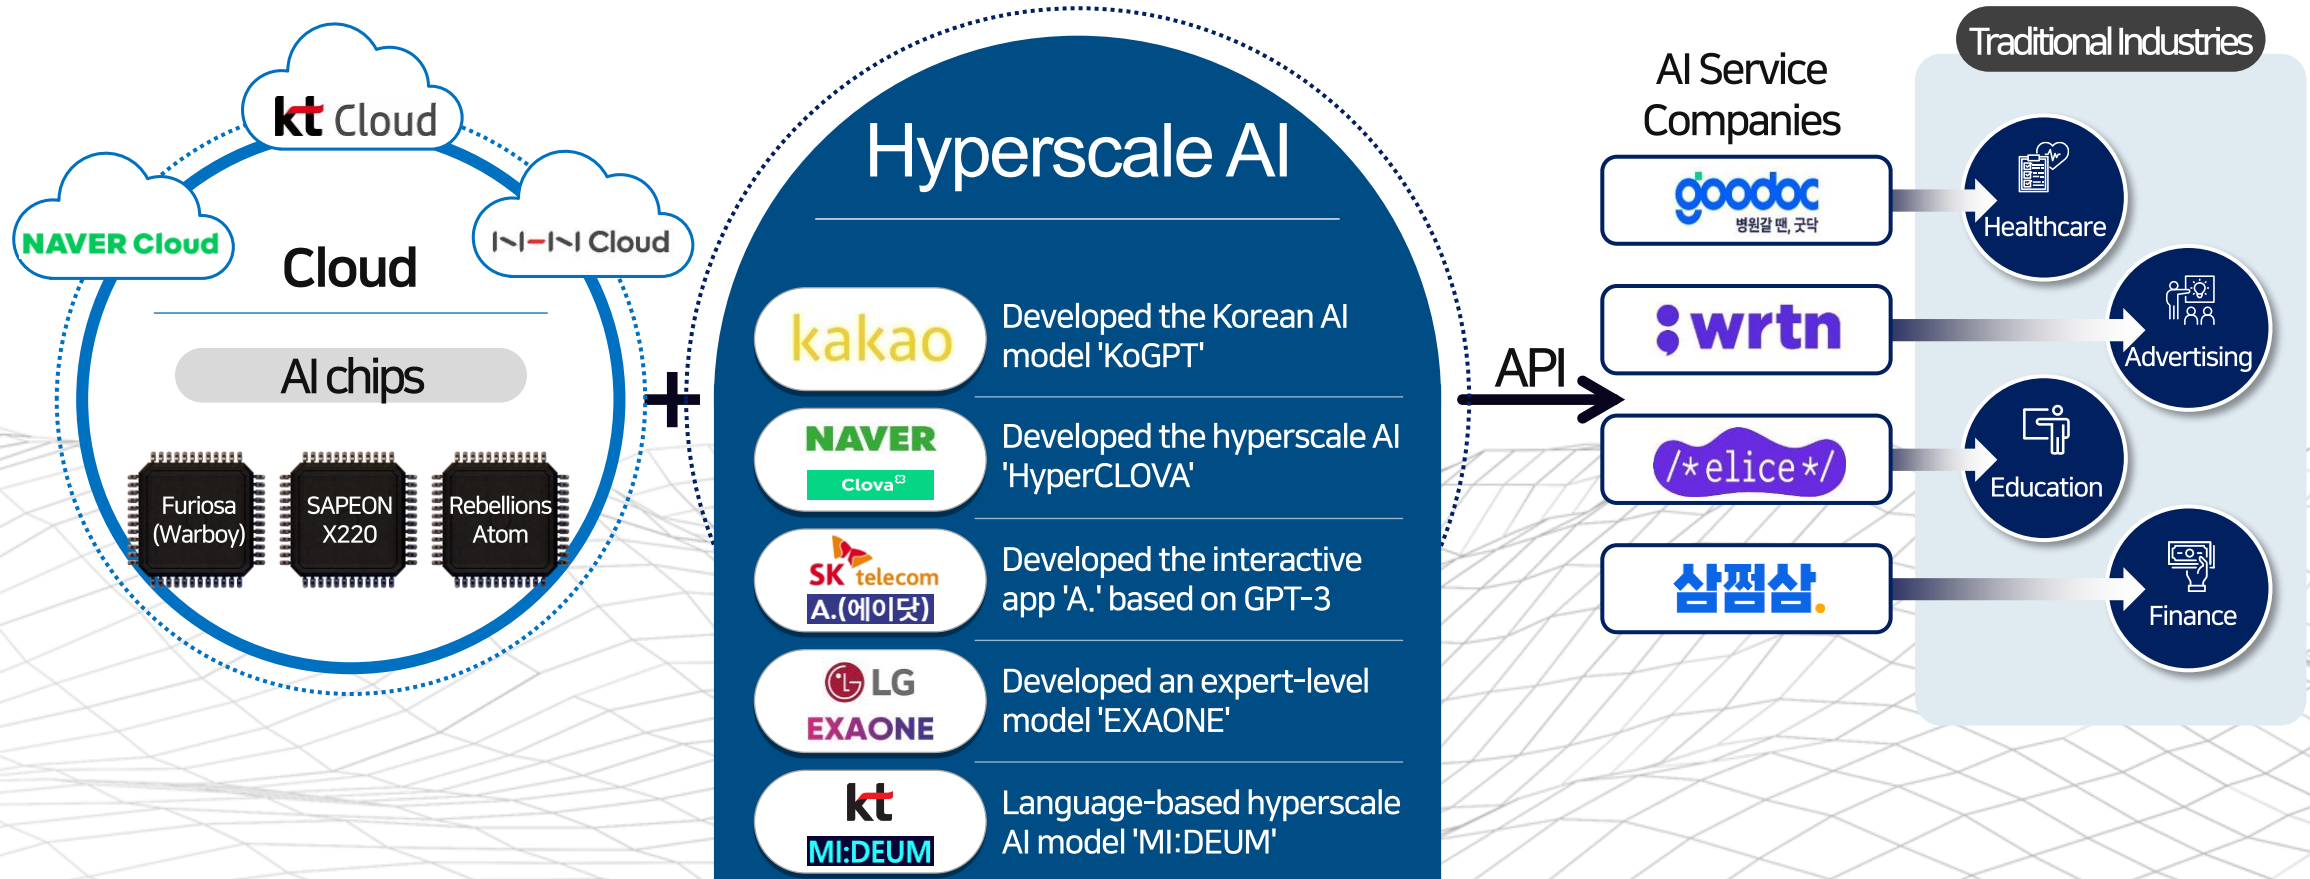 kt Cloud
NAVER Cloud
NHN Cloud
Cloud
AI chips
Furiosa
(Warboy)
SAPEON
X220
Rebellions
Atom
+
Hyperscale AI
kakao
Developed the Korean AI
model 'KoGPT'
NAVER
Clova
Developed the hyperscale AI
'HyperCLOVA'
SK telecom
A.(에이닷)
Developed the interactive
app 'A.' based on GPT-3
LG
EXAONE
Developed an expert-level
model 'EXAONE'
kt
MI:DEUM
Language-based hyperscale
AI model 'MI:DEUM'
API
AI Service
Companies
goodoc
병원갈 땐, 굿닥
wrtn
/*elice*/
삼쩜삼.
Traditional Industries
Healthcare
Advertising
Education
Finance